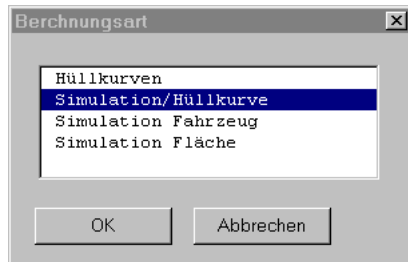 Berchnungsart
Hüllkurven
Simulation/Hüllkurve
Simulation Fahrzeug
Simulation Fläche
OK
Abbrechen